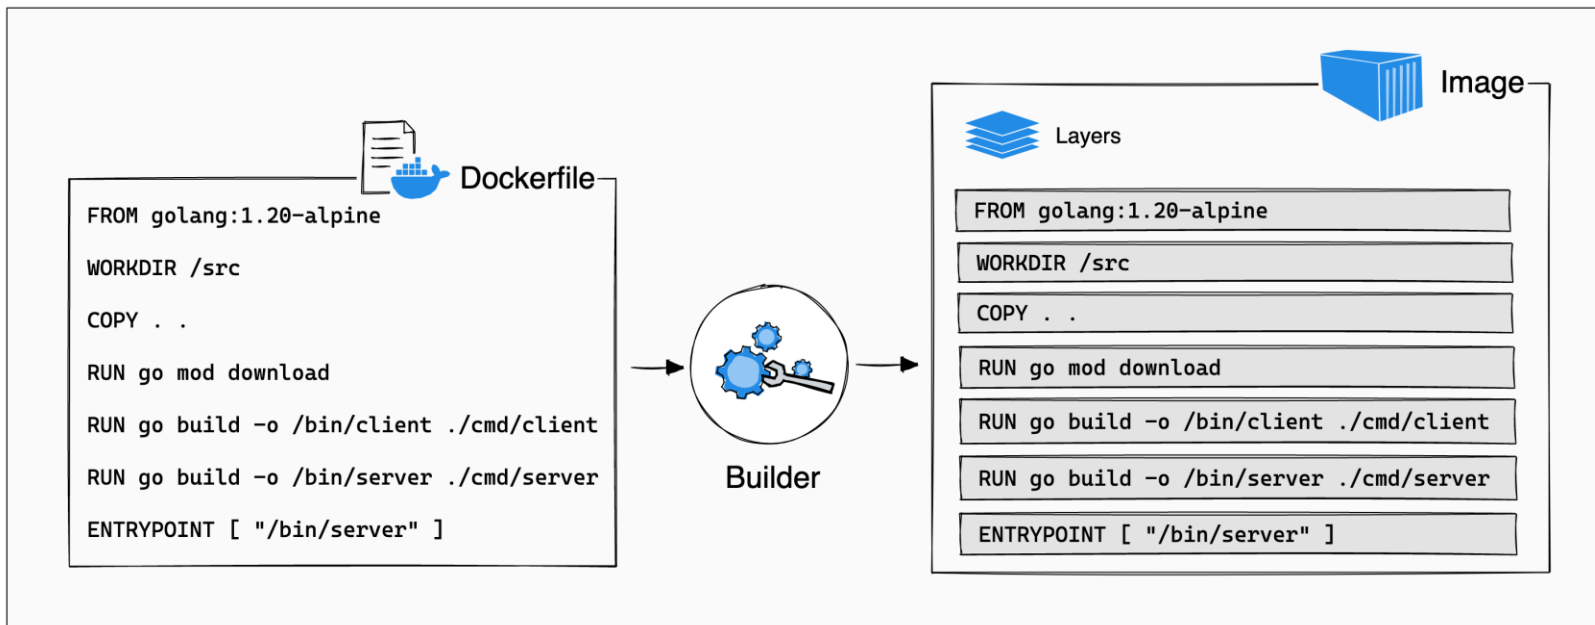 Dockerfile
FROM golang:1.20-alpine
WORKDIR /src
COPY . .
RUN go mod download
RUN go build -o /bin/client ./cmd/client
RUN go build -o /bin/server ./cmd/server
ENTRYPOINT [ "/bin/server" ]
Builder
Image
Layers
FROM golang:1.20-alpine
WORKDIR /src
COPY . .
RUN go mod download
RUN go build -o /bin/client ./cmd/client
RUN go build -o /bin/server ./cmd/server
ENTRYPOINT [ "/bin/server" ]